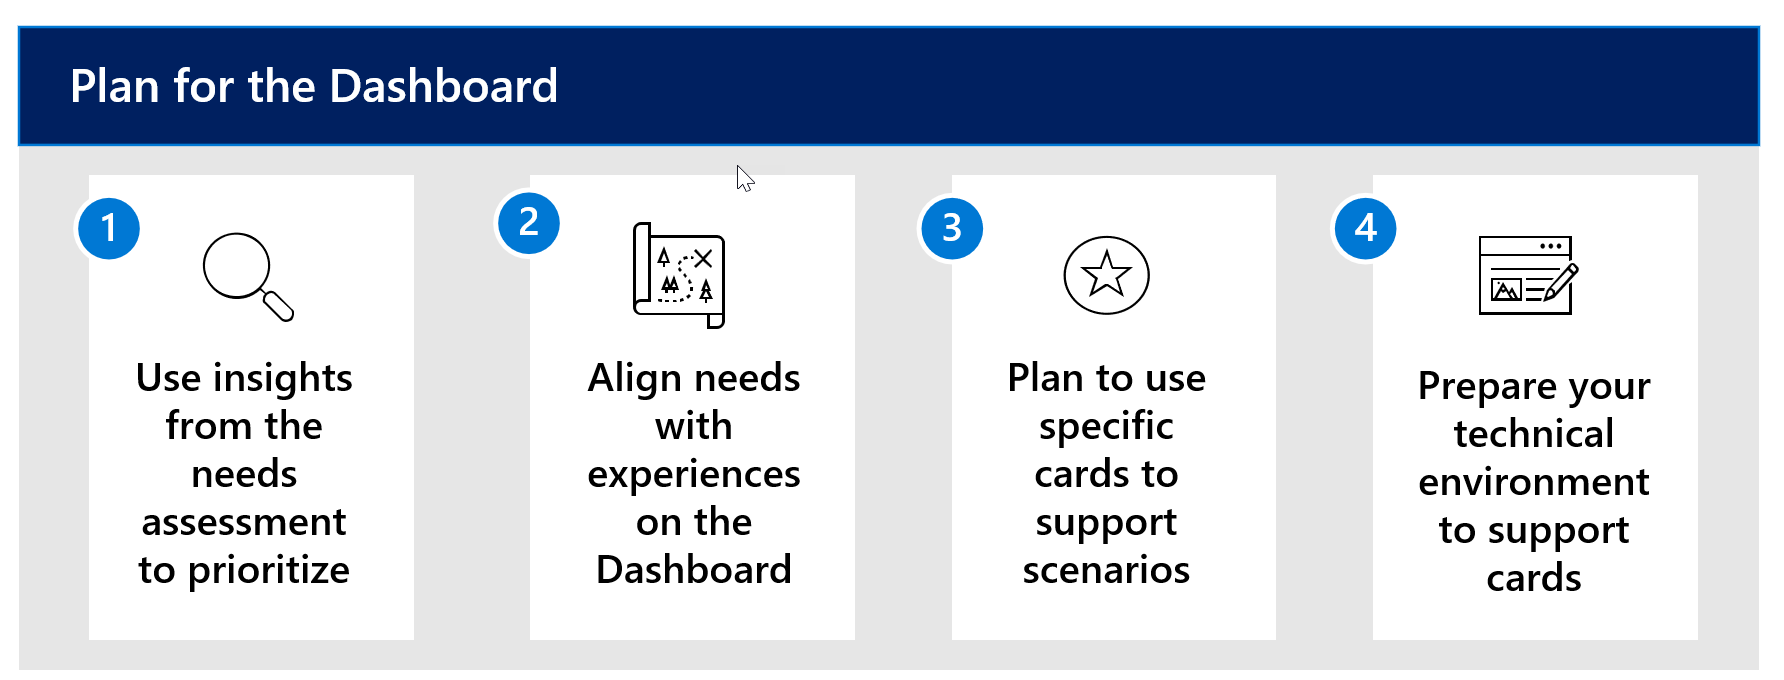 Plan for the Dashboard
1
Use insights
from the
needs
assessment
to prioritize
2
Align needs
with
experiences
on the
Dashboard
3
Plan to use
specific
cards to
support
scenarios
4
Prepare your
technical
environment
to support
cards